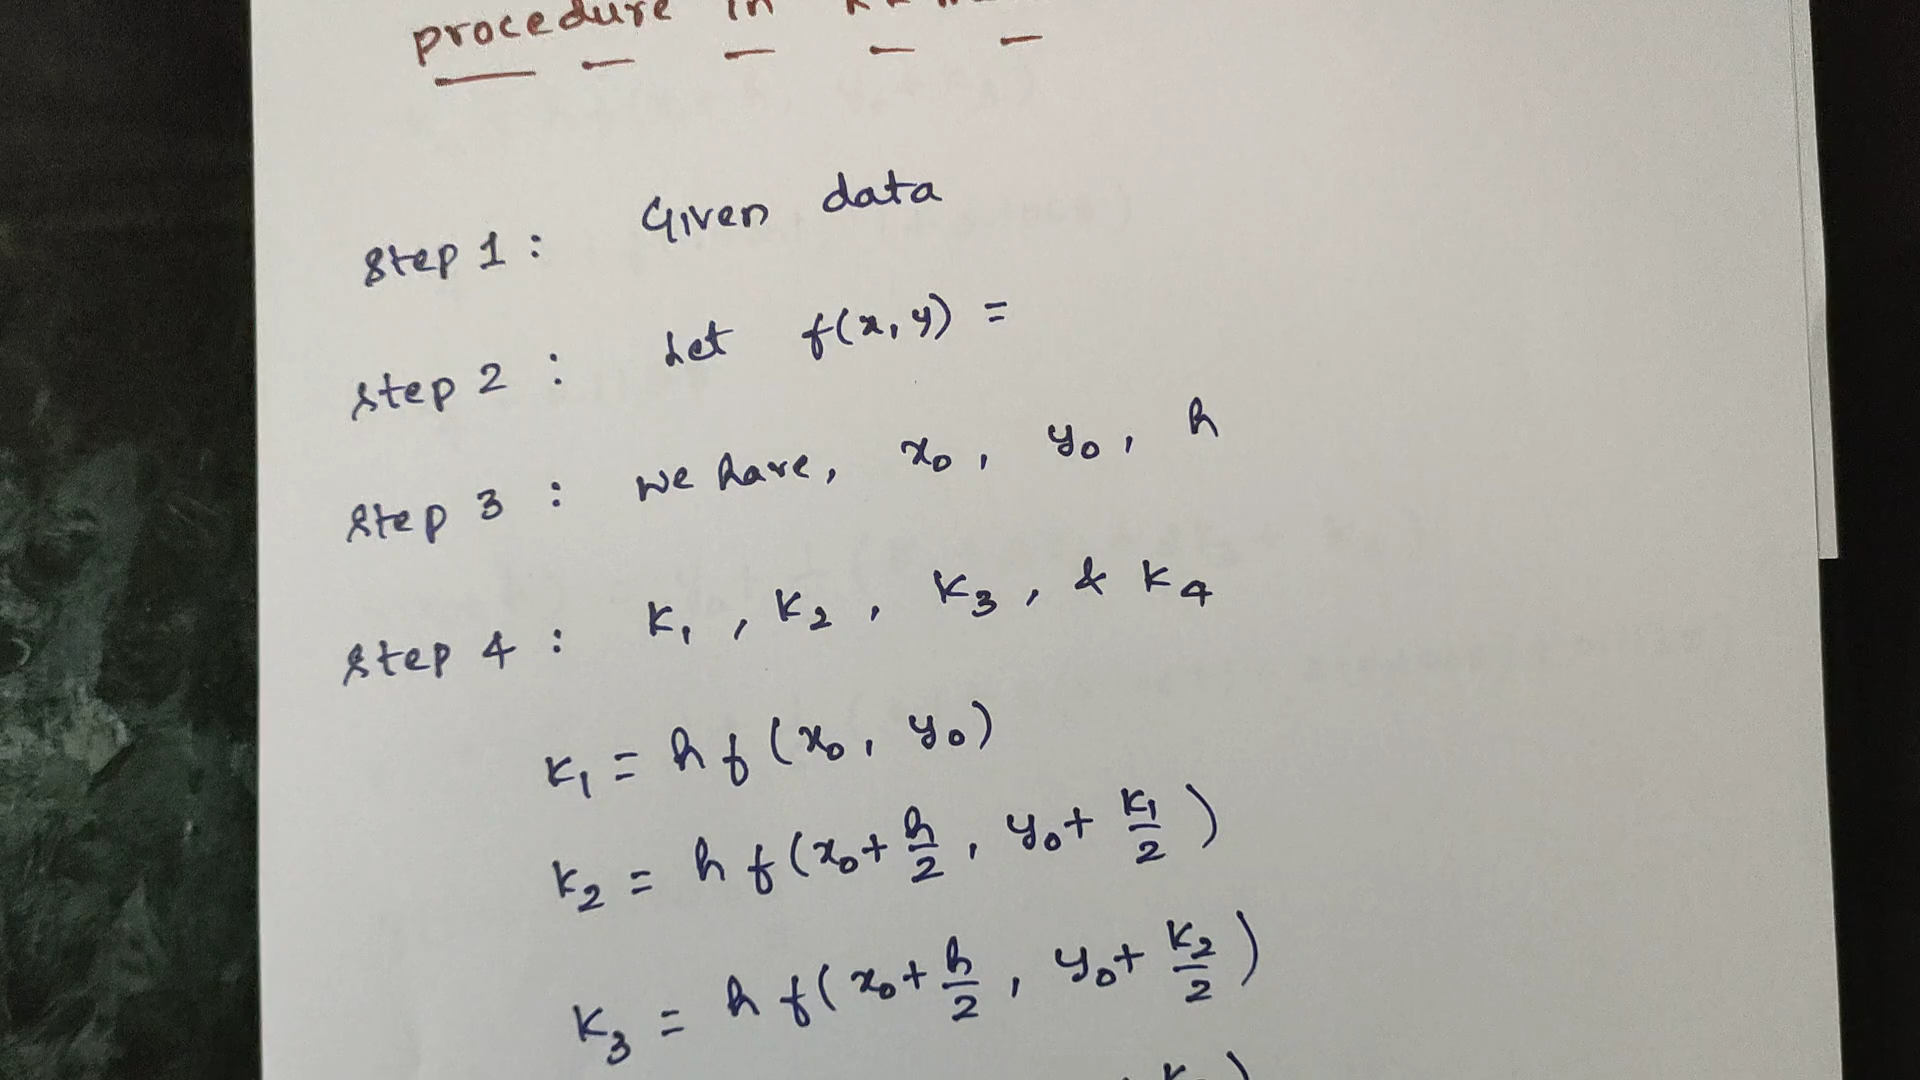 procedure in
Step 1 : Given data
Step 2 : Let f(x, y) =
Step 3 : We have, x₀, y₀, h
Step 4 : K₁, K₂, K₃, & K₄
K₁ = h f(x₀, y₀)
K₂ = h f(x₀ + h/2, y₀ + K₁/2)
K₃ = h f(x₀ + h/2, y₀ + K₂/2)